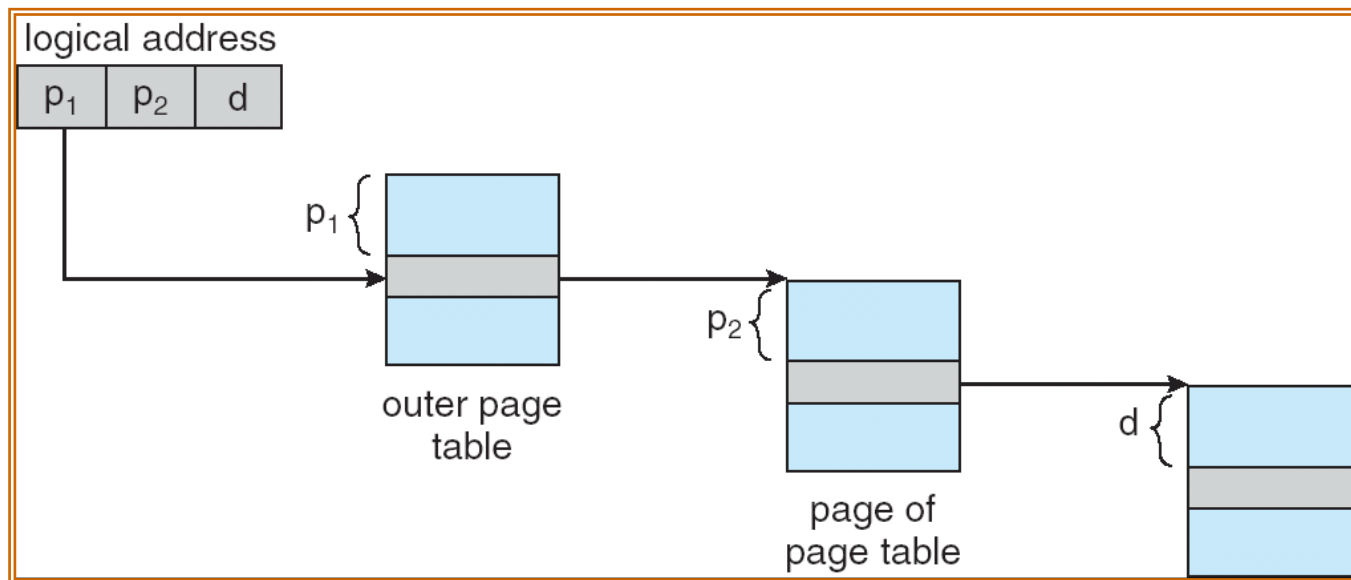 logical address
p₁ p₂ d
p₁
outer page
table
p₂
page of
page table
d